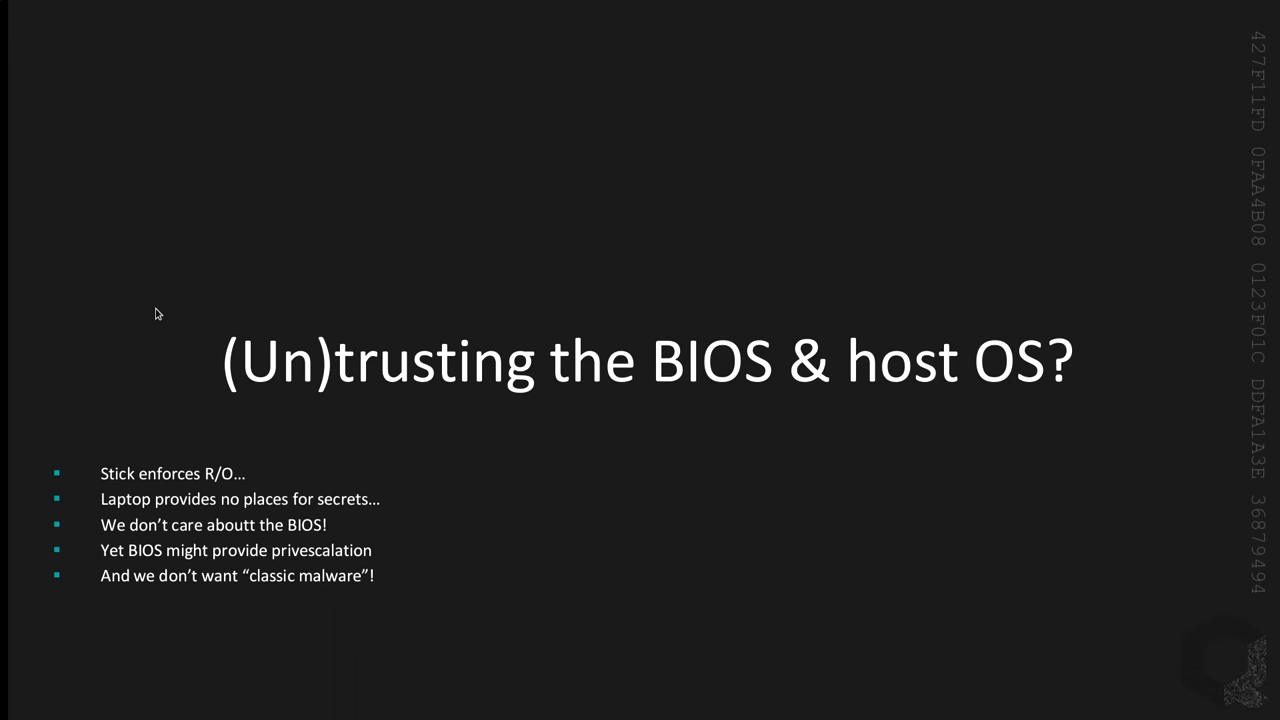 (Un)trusting the BIOS & host OS?
Stick enforces R/O...
Laptop provides no places for secrets...
We don’t care aboutt the BIOS!
Yet BIOS might provide privescalation
And we don’t want “classic malware”!
427F11FD 0FAA4B08 0123F01C DDFA1A3E 36879494